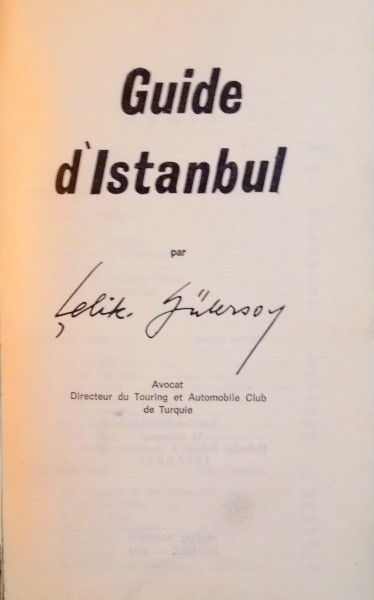 Guide
d'Istanbul
par
Çelik Gülersoy
Avocat
Directeur du Touring et Automobile Club
de Turquie